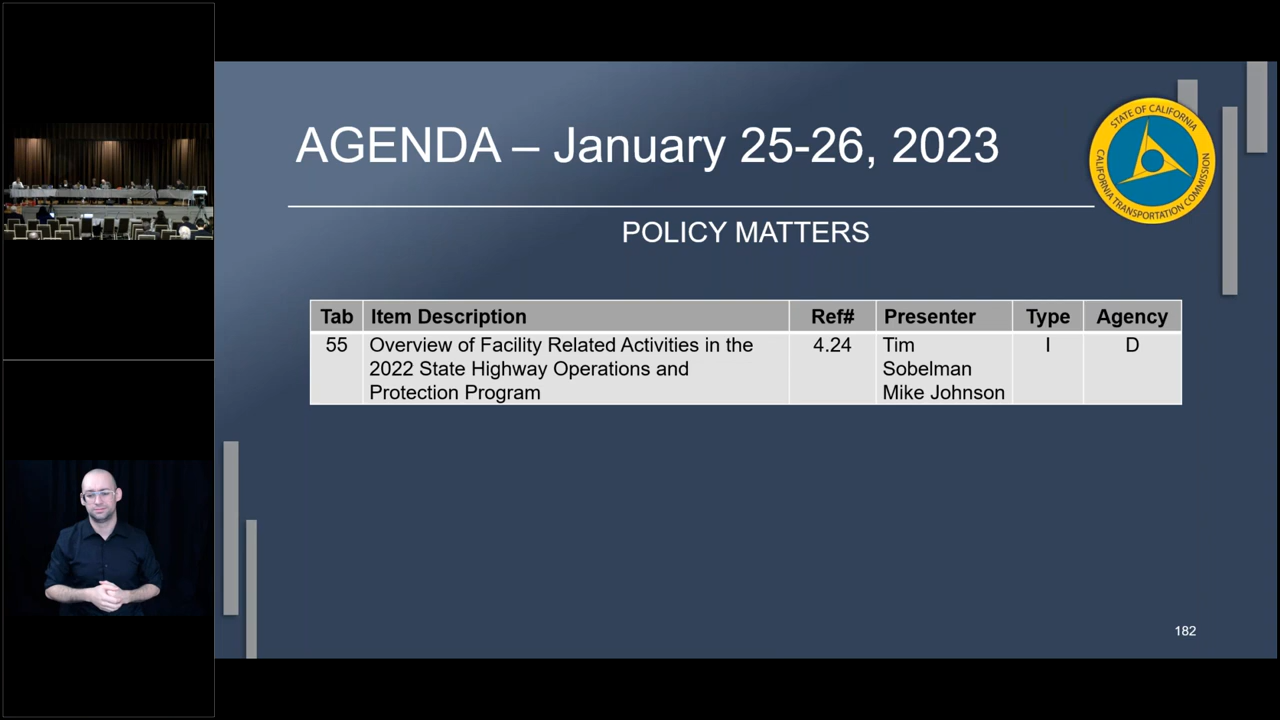 AGENDA – January 25-26, 2023
STATE OF CALIFORNIA
CALIFORNIA TRANSPORTATION COMMISSION
POLICY MATTERS
Tab Item Description Ref# Presenter Type Agency
55 Overview of Facility Related Activities in the 4.24 Tim I D
2022 State Highway Operations and Sobelman
Protection Program Mike Johnson
182